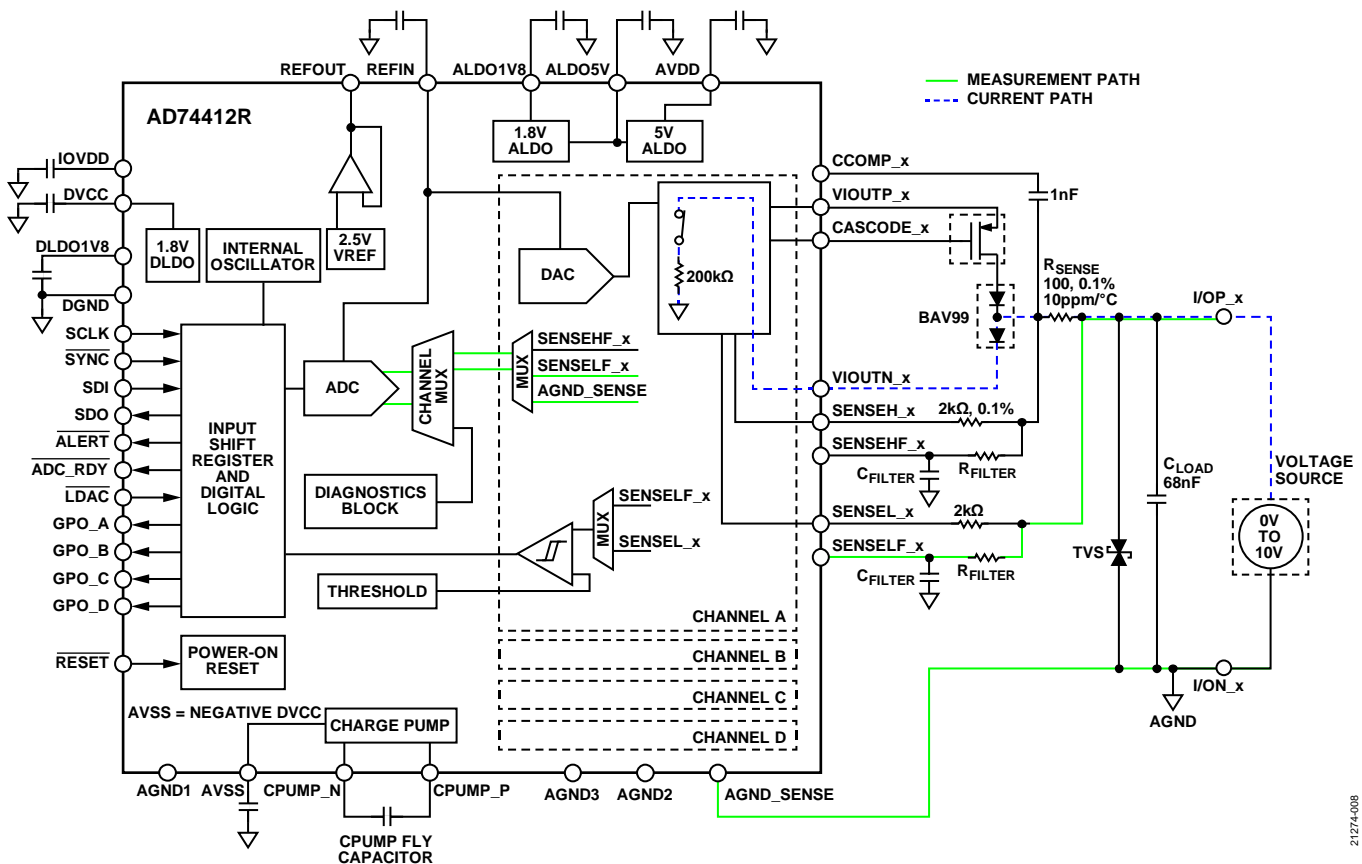 REFOUT
REFIN
ALDO1V8
ALDO5V
AVDD
MEASUREMENT PATH
CURRENT PATH
AD74412R
1.8V
ALDO
5V
ALDO
IOVDD
DVCC
DLDO1V8
DGND
SCLK
SYNC
SDI
SDO
ALERT
ADC_RDY
LDAC
GPO_A
GPO_B
GPO_C
GPO_D
RESET
1.8V
DLDO
INTERNAL
OSCILLATOR
2.5V
VREF
INPUT
SHIFT
REGISTER
AND
DIGITAL
LOGIC
ADC
CHANNEL
MUX
DIAGNOSTICS
BLOCK
THRESHOLD
POWER-ON
RESET
DAC
200kΩ
MUX
SENSEHF_x
SENSELF_x
AGND_SENSE
MUX
SENSELF_x
SENSEL_x
CHANNEL A
CHANNEL B
CHANNEL C
CHANNEL D
CCOMP_x
VIOUTP_x
CASCODE_x
1nF
RSENSE
100, 0.1%
10ppm/°C
I/OP_x
BAV99
VIOUTN_x
SENSEH_x
2kΩ, 0.1%
SENSEHF_x
CFILTER
RFILTER
SENSEL_x
2kΩ
SENSELF_x
CFILTER
RFILTER
TVS
CLOAD
68nF
VOLTAGE
SOURCE
0V
TO
10V
I/ON_x
AGND
AVSS = NEGATIVE DVCC
CHARGE PUMP
AGND1
AVSS
CPUMP_N
CPUMP_P
AGND3
AGND2
AGND_SENSE
CPUMP FLY
CAPACITOR
21274-008